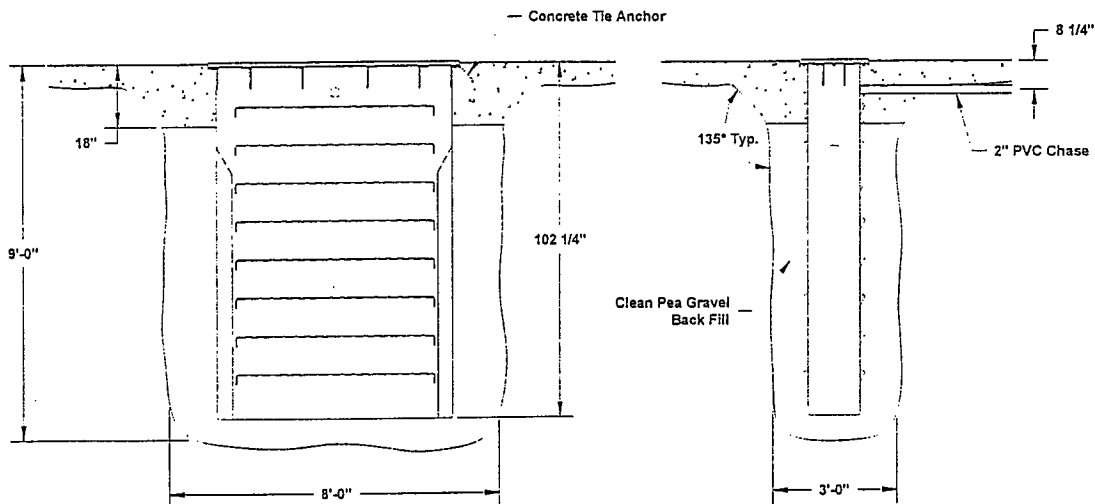 Concrete Tie Anchor
8 1/4"
18"
135° Typ.
2" PVC Chase
9'-0"
102 1/4"
Clean Pea Gravel
Back Fill
8'-0"
3'-0"